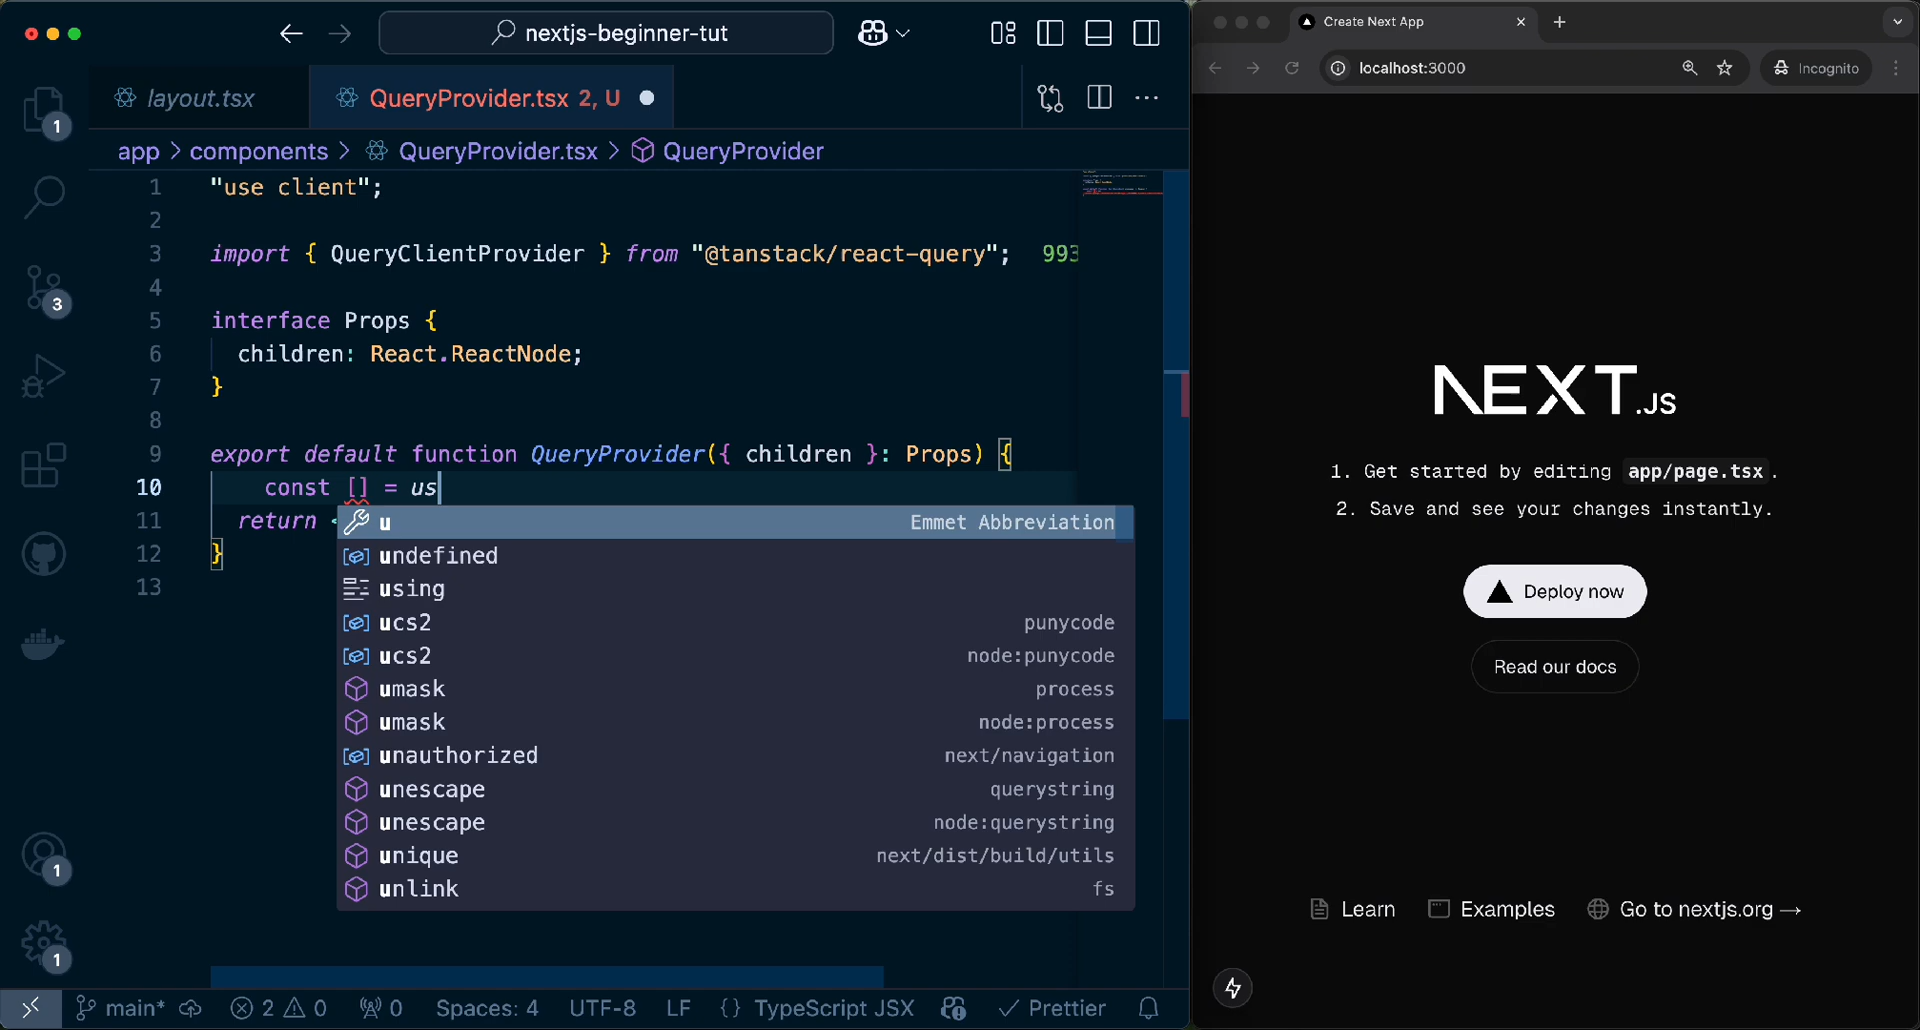 nextjs-beginner-tut
layout.tsx
QueryProvider.tsx 2, U
app > components > QueryProvider.tsx > QueryProvider
1 "use client";
2
3 import { QueryClientProvider } from "@tanstack/react-query"; 993
4
5 interface Props {
6 children: React.ReactNode;
7 }
8
9 export default function QueryProvider({ children }: Props) {
10 const [] = us
11 return <
12 }
13
u Emmet Abbreviation
undefined
using
ucs2 punycode
ucs2 node:punycode
umask process
umask node:process
unauthorized next/navigation
unescape querystring
unescape node:querystring
unique next/dist/build/utils
unlink fs
1
3
1
1
main* 2 0 0 Spaces: 4 UTF-8 LF {} TypeScript JSX Prettier
Create Next App
localhost:3000
Incognito
NEXT.JS
1. Get started by editing app/page.tsx.
2. Save and see your changes instantly.
Deploy now
Read our docs
Learn
Examples
Go to nextjs.org →